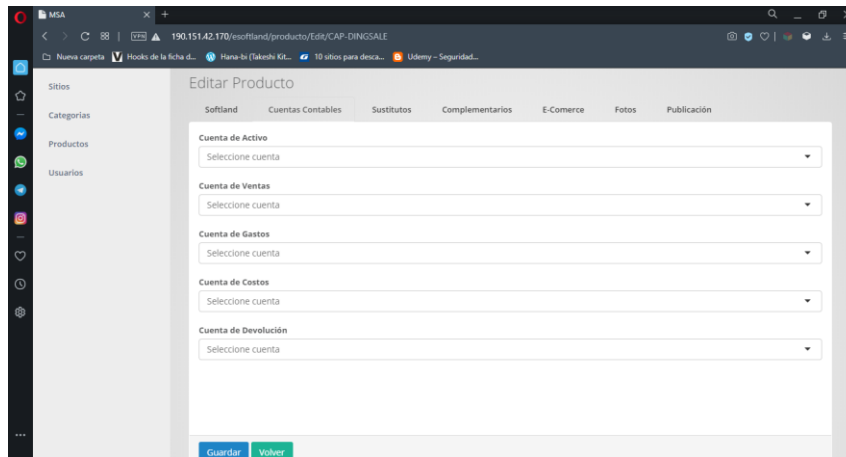 MSA
VPN
190.151.42.170/esoftland/producto/Edit/CAP-DINGSALE
Nueva carpeta
Hooks de la ficha d...
Hana-bi (Takeshi Kit...
10 sitios para desca...
Udemy – Seguridad...
Sitios
Categorias
Productos
Usuarios
Editar Producto
Softland
Cuentas Contables
Sustitutos
Complementarios
E-Comerce
Fotos
Publicación
Cuenta de Activo
Seleccione cuenta
Cuenta de Ventas
Seleccione cuenta
Cuenta de Gastos
Seleccione cuenta
Cuenta de Costos
Seleccione cuenta
Cuenta de Devolución
Seleccione cuenta
Guardar
Volver